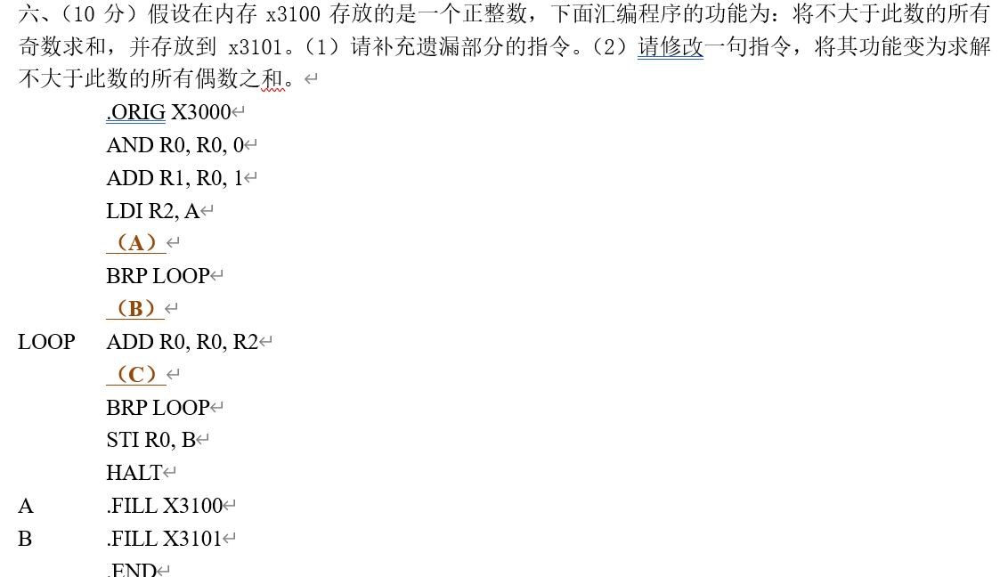 六、（10 分）假设在内存 x3100 存放的是一个正整数，下面汇编程序的功能为：将不大于此数的所有
奇数求和，并存放到 x3101。（1）请补充遗漏部分的指令。（2）请修改一句指令，将其功能变为求解
不大于此数的所有偶数之和。↵
.ORIG X3000↵
AND R0, R0, 0↵
ADD R1, R0, 1↵
LDI R2, A↵
（A）↵
BRP LOOP↵
（B）↵
LOOP ADD R0, R0, R2↵
（C）↵
BRP LOOP↵
STI R0, B↵
HALT↵
A .FILL X3100↵
B .FILL X3101↵
.END↵